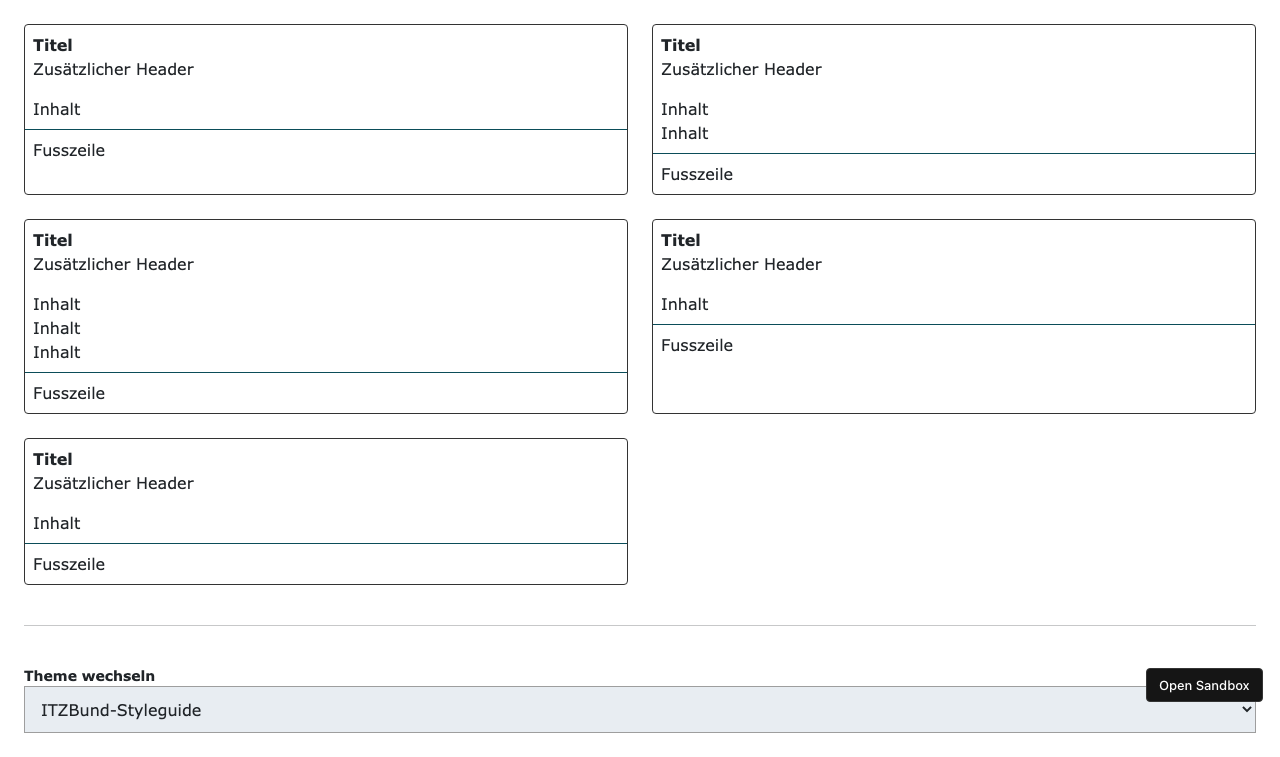 Titel
Zusätzlicher Header
Inhalt
Fusszeile
Titel
Zusätzlicher Header
Inhalt
Inhalt
Fusszeile
Titel
Zusätzlicher Header
Inhalt
Inhalt
Inhalt
Fusszeile
Titel
Zusätzlicher Header
Inhalt
Fusszeile
Titel
Zusätzlicher Header
Inhalt
Fusszeile
Theme wechseln
Open Sandbox
ITZBund-Styleguide